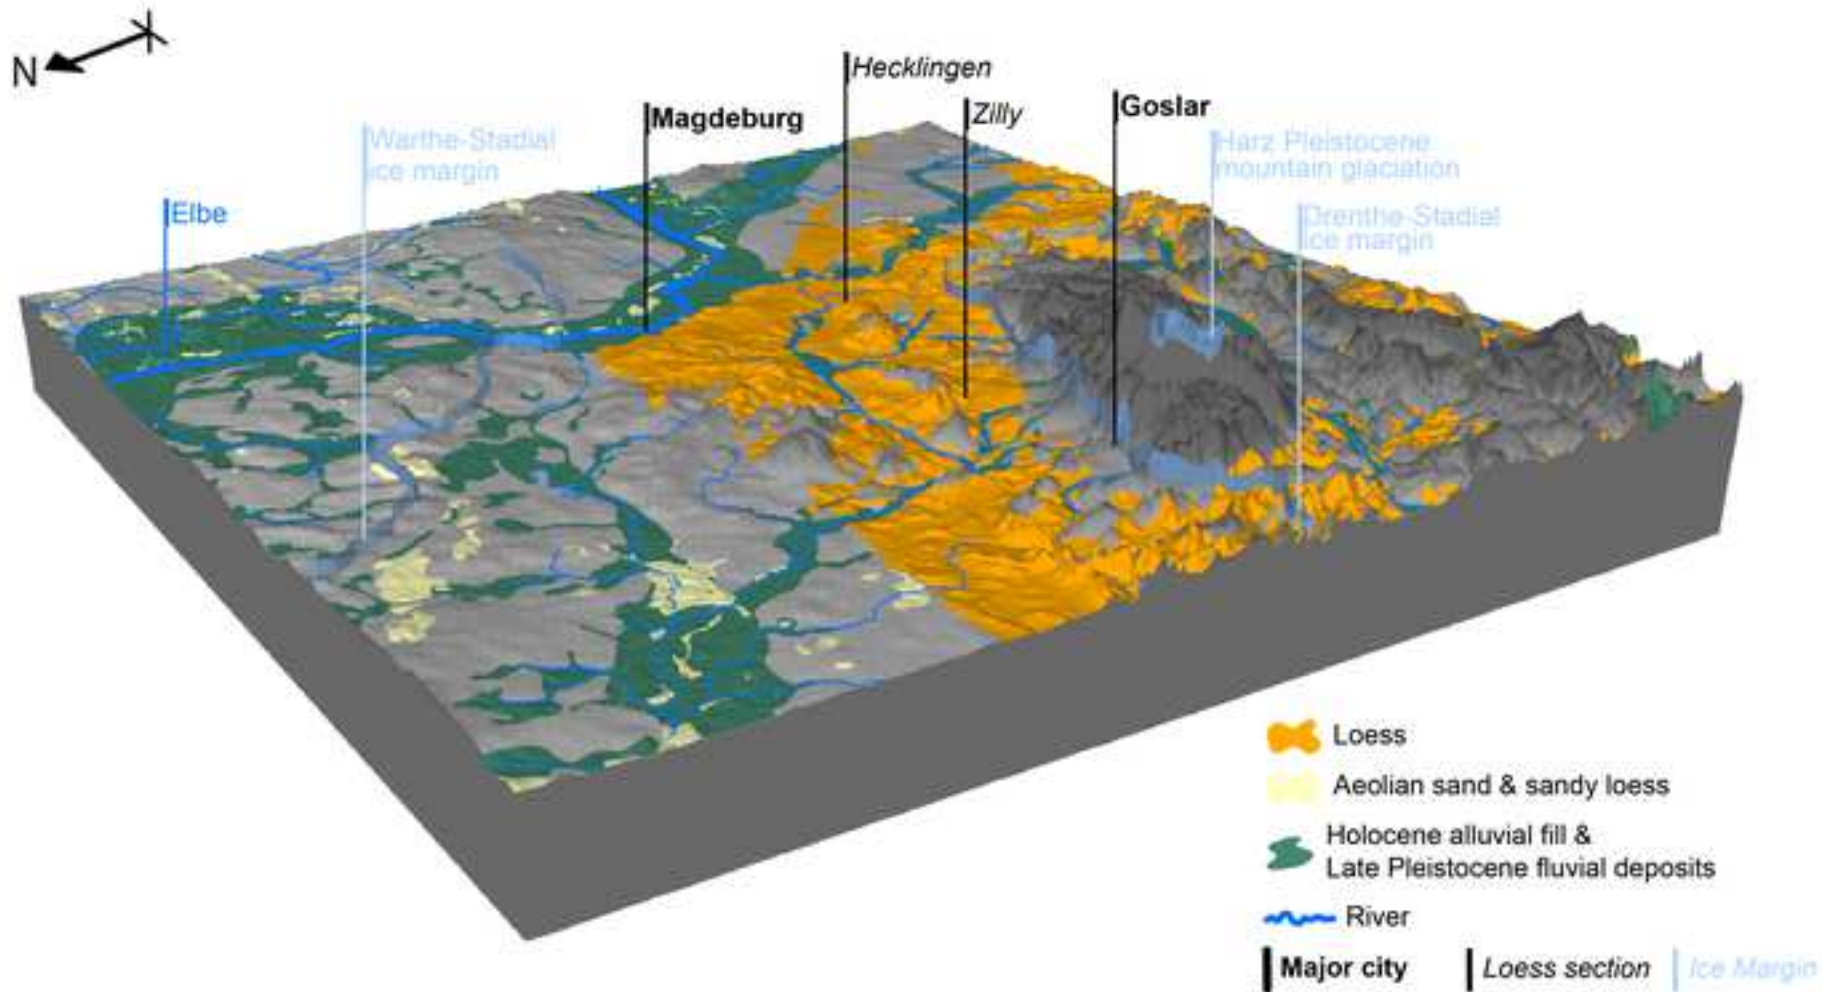 N
Hecklingen
Zilly
Magdeburg
Goslar
Warthe-Stadial
ice margin
Harz Pleistocene
mountain glaciation
Elbe
Drenthe-Stadial
ice margin
Loess
Aeolian sand & sandy loess
Holocene alluvial fill &
Late Pleistocene fluvial deposits
River
Major city
Loess section
Ice Margin